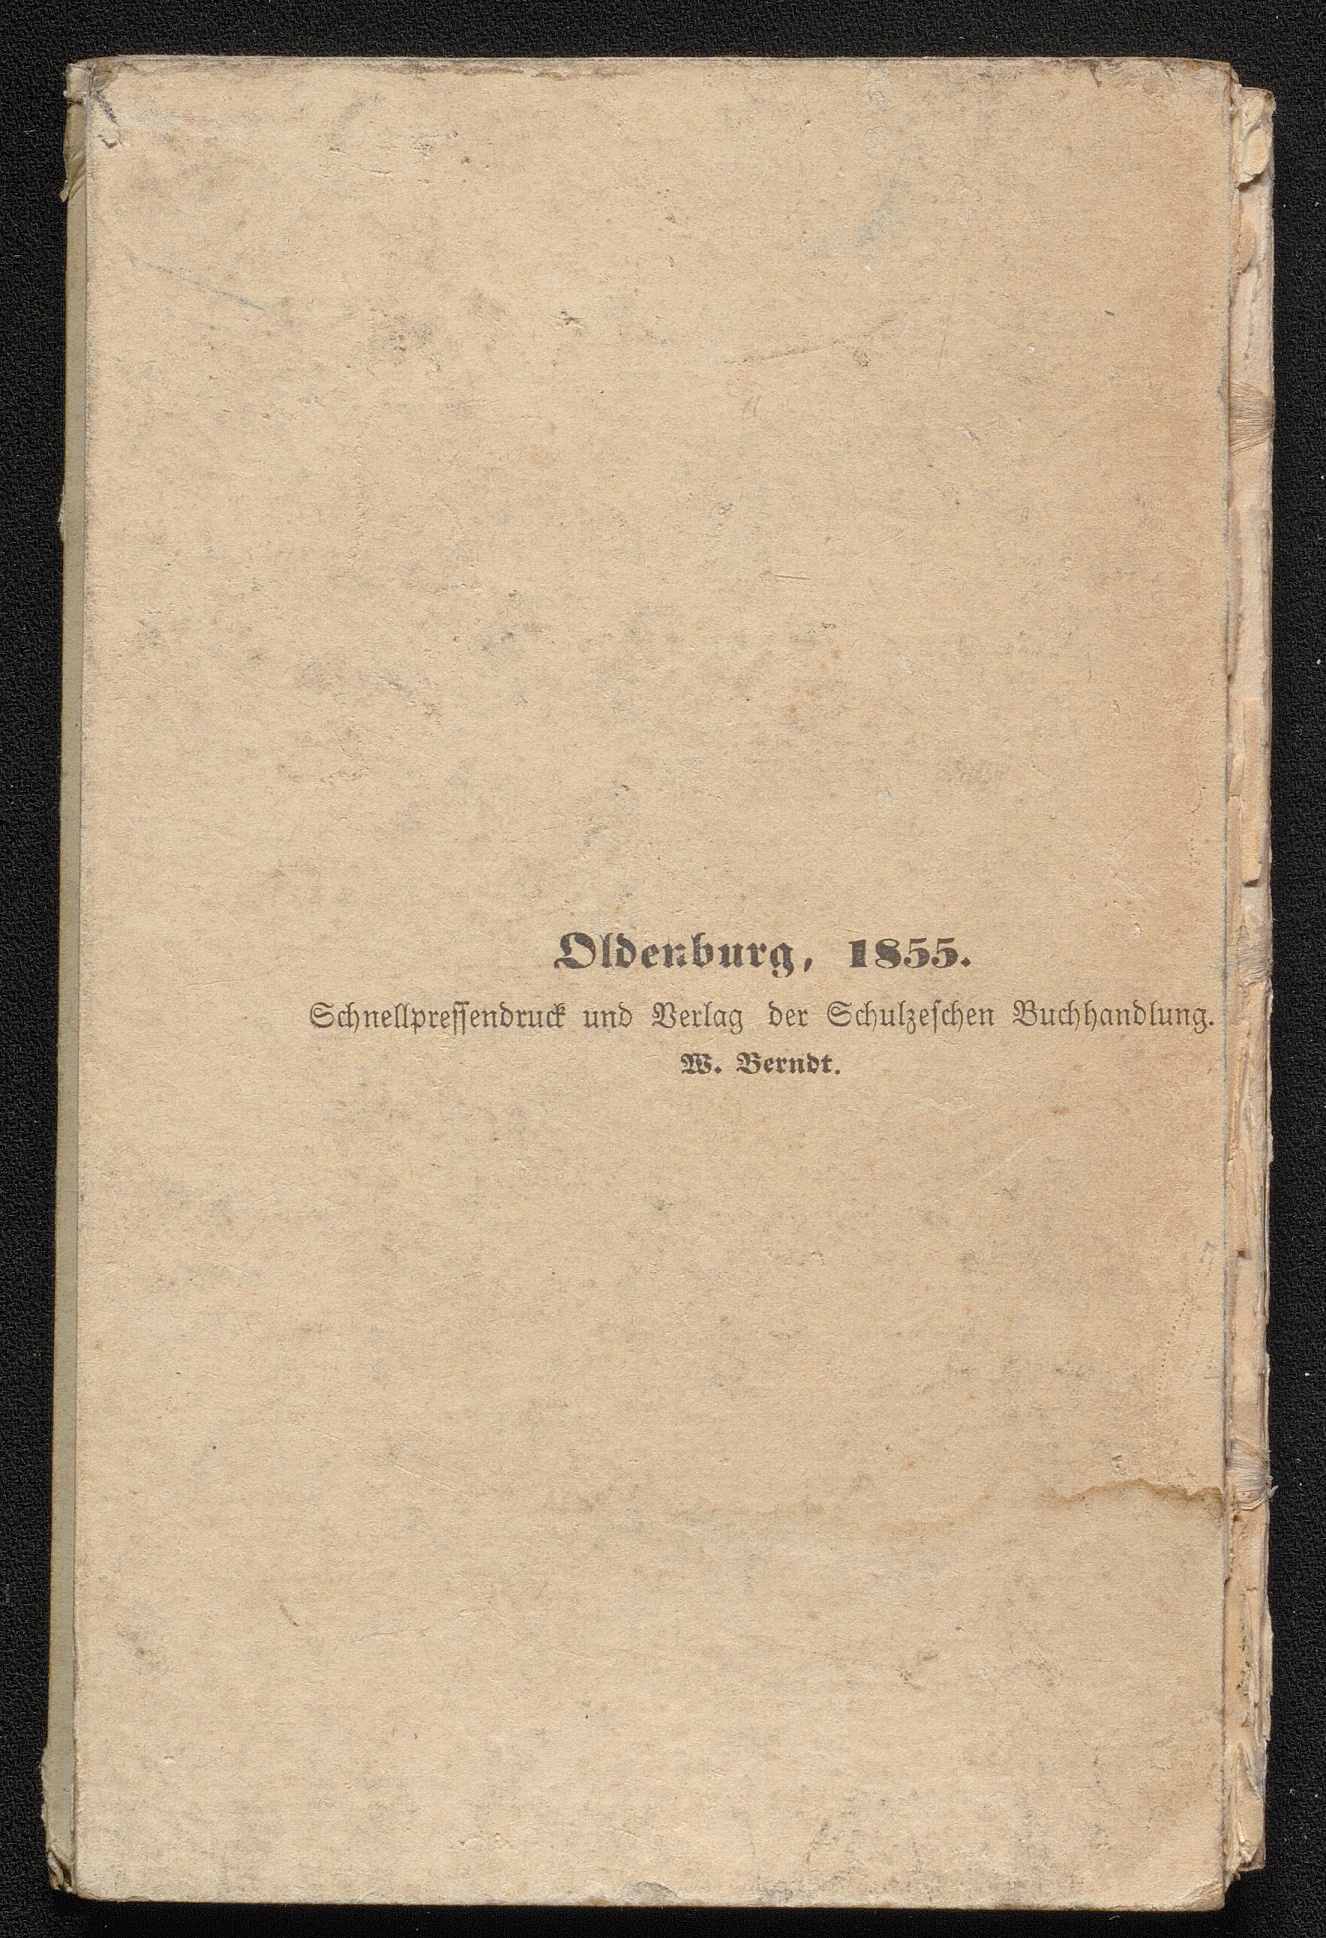 Oldenburg, 1855.
Schnellpreſſendruck und Verlag der Schulzeſchen Buchhandlung.
W. Berndt.